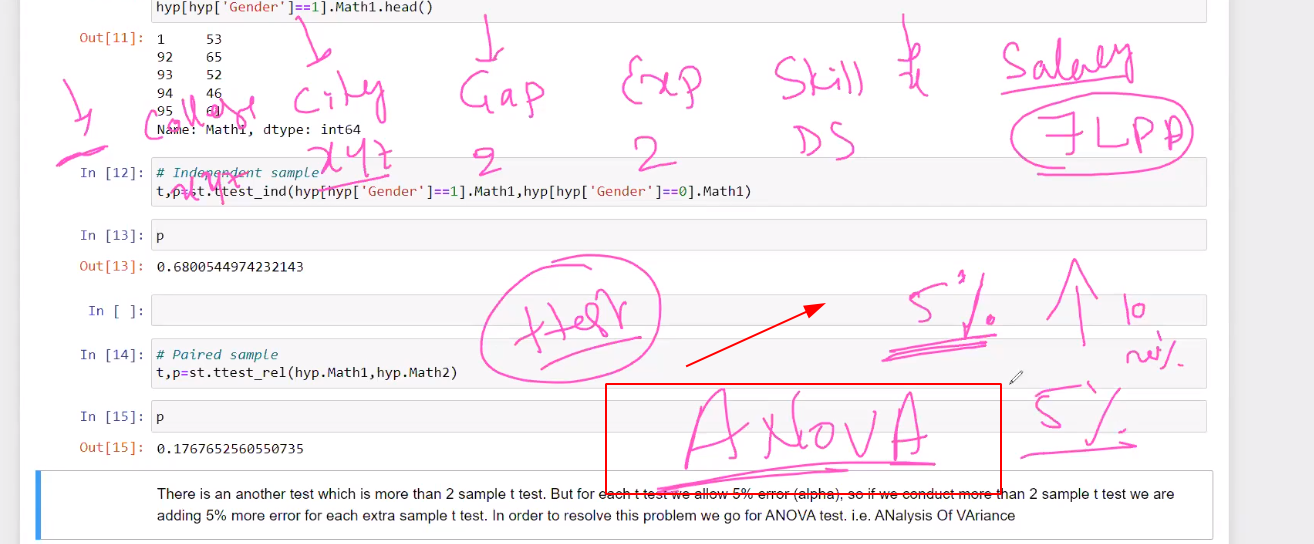 hyp[hyp['Gender']==1].Math1.head()
Out[11]: 1 53
92 65
93 52
94 46
95 61
Name: Math1, dtype: int64
City Gap Exp Skill Salary
xyz 2 2 DS 7 LPA
In [12]: # Independent sample
t,p=st.ttest_ind(hyp[hyp['Gender']==1].Math1,hyp[hyp['Gender']==0].Math1)
In [13]: p
Out[13]: 0.6800544974232143
In [ ]:
ttest 5% 10
In [14]: # Paired sample
t,p=st.ttest_rel(hyp.Math1,hyp.Math2)
In [15]: p
ANOVA 5%
Out[15]: 0.1767652560550735
There is an another test which is more than 2 sample t test. But for each t test we allow 5% error (alpha), so if we conduct more than 2 sample t test we are
adding 5% more error for each extra sample t test. In order to resolve this problem we go for ANOVA test. i.e. ANalysis Of VAriance